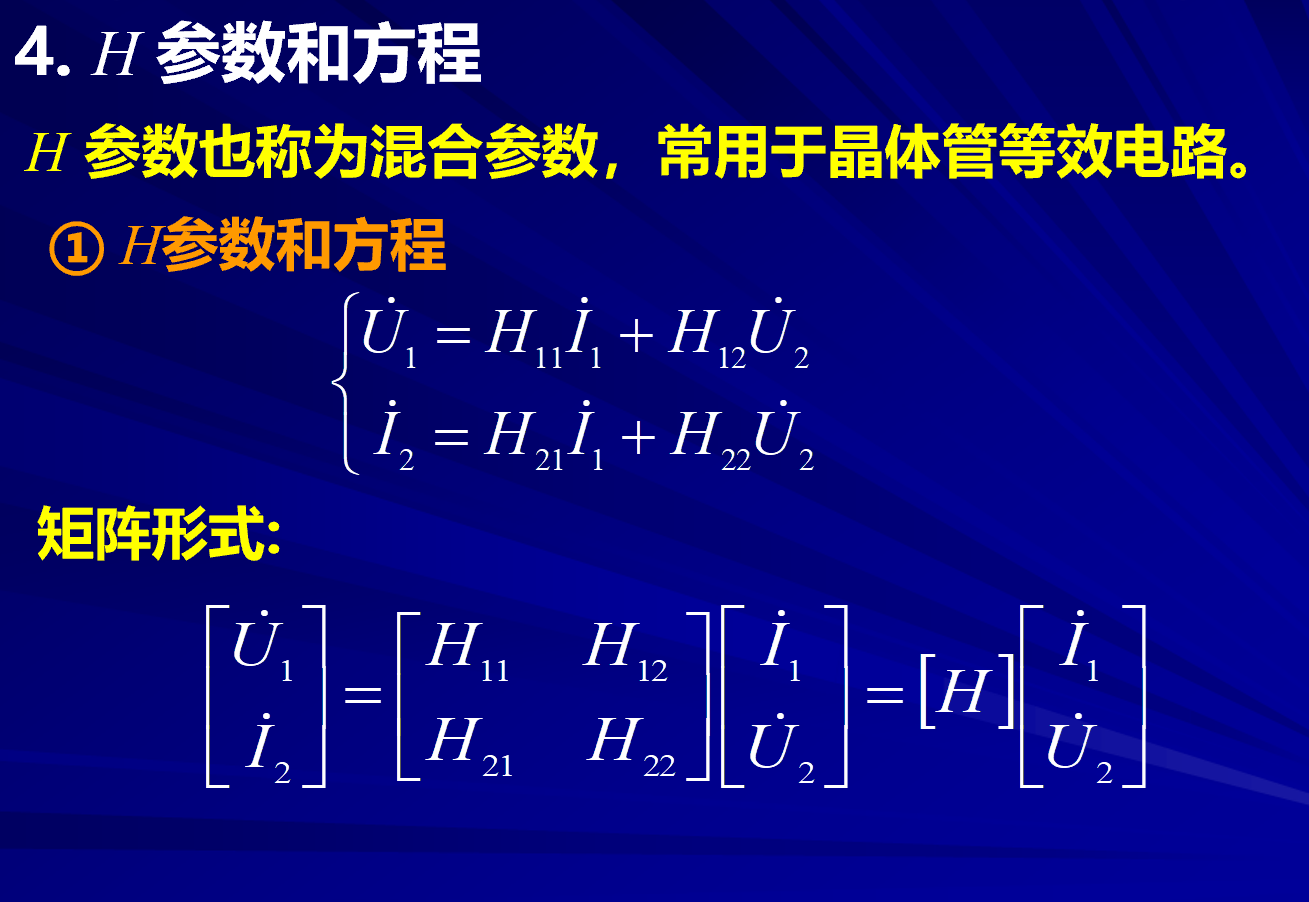 4. H 参数和方程
H 参数也称为混合参数，常用于晶体管等效电路。
① H参数和方程
$$\begin{cases} \dot{U}_1 = H_{11}\dot{I}_1 + H_{12}\dot{U}_2 \\ \dot{I}_2 = H_{21}\dot{I}_1 + H_{22}\dot{U}_2 \end{cases}$$
矩阵形式:
$$\begin{bmatrix} \dot{U}_1 \\ \dot{I}_2 \end{bmatrix} = \begin{bmatrix} H_{11} & H_{12} \\ H_{21} & H_{22} \end{bmatrix} \begin{bmatrix} \dot{I}_1 \\ \dot{U}_2 \end{bmatrix} = [H] \begin{bmatrix} \dot{I}_1 \\ \dot{U}_2 \end{bmatrix}$$